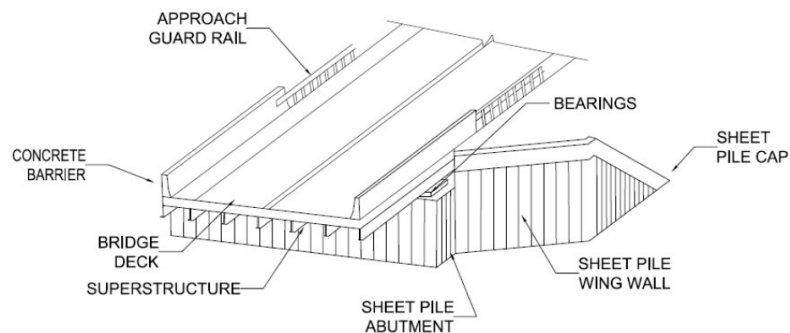 APPROACH
GUARD RAIL
BEARINGS
SHEET
PILE CAP
CONCRETE
BARRIER
BRIDGE
DECK
SUPERSTRUCTURE
SHEET PILE
WING WALL
SHEET PILE
ABUTMENT